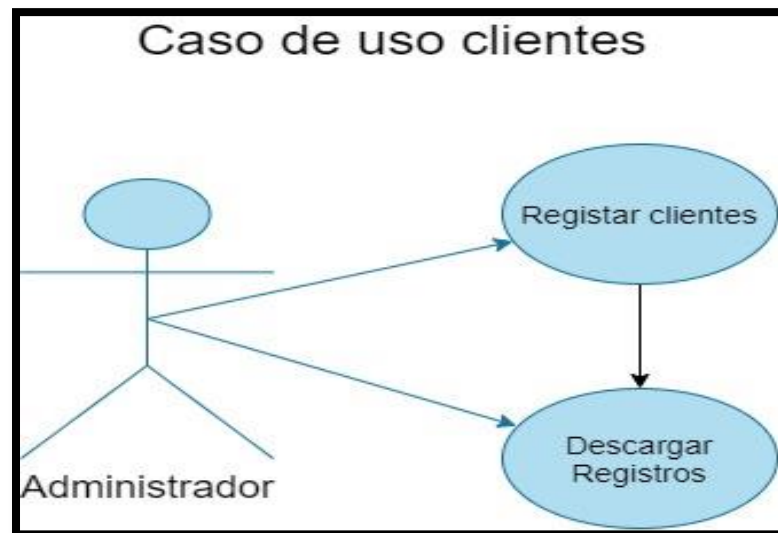 Caso de uso clientes
Registar clientes
Descargar
Registros
Administrador